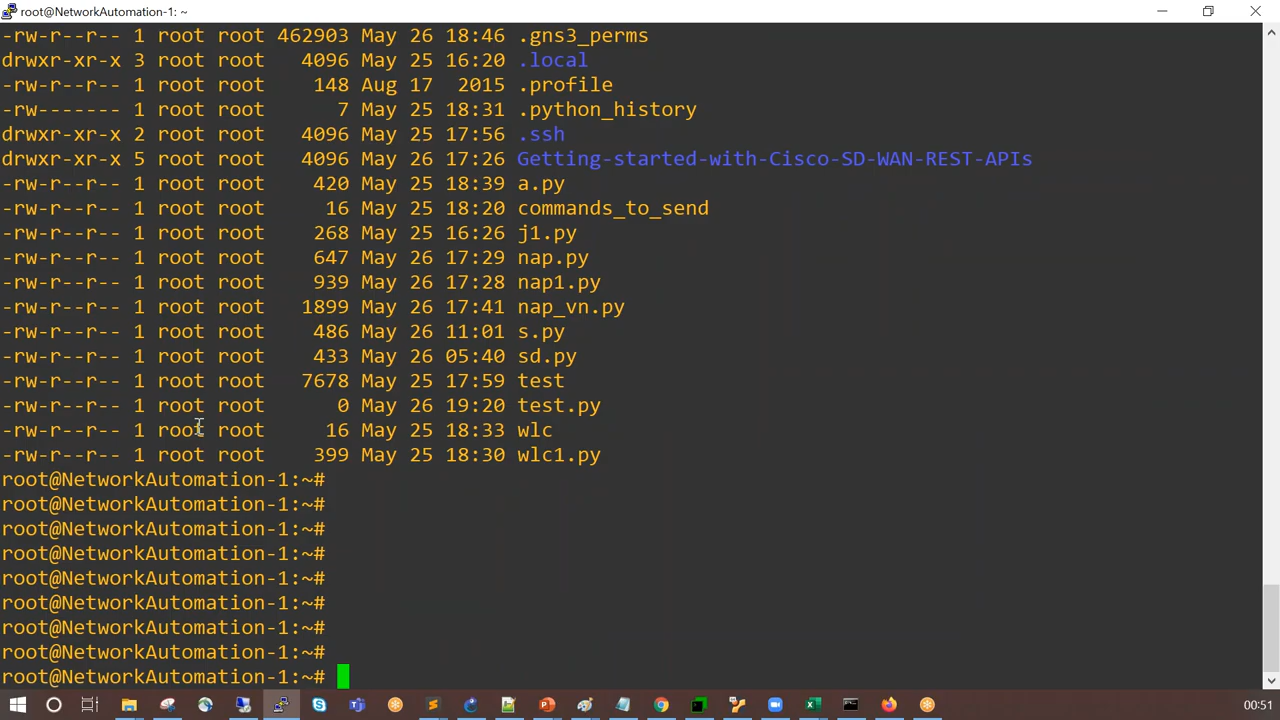 root@NetworkAutomation-1: ~
-rw-r--r-- 1 root root 462903 May 26 18:46 .gns3_perms
drwxr-xr-x 3 root root   4096 May 25 16:20 .local
-rw-r--r-- 1 root root    148 Aug 17  2015 .profile
-rw------- 1 root root      7 May 25 18:31 .python_history
drwxr-xr-x 2 root root   4096 May 25 17:56 .ssh
drwxr-xr-x 5 root root   4096 May 26 17:26 Getting-started-with-Cisco-SD-WAN-REST-APIs
-rw-r--r-- 1 root root    420 May 25 18:39 a.py
-rw-r--r-- 1 root root     16 May 25 18:20 commands_to_send
-rw-r--r-- 1 root root    268 May 25 16:26 j1.py
-rw-r--r-- 1 root root    647 May 26 17:29 nap.py
-rw-r--r-- 1 root root    939 May 26 17:28 nap1.py
-rw-r--r-- 1 root root   1899 May 26 17:41 nap_vn.py
-rw-r--r-- 1 root root    486 May 26 11:01 s.py
-rw-r--r-- 1 root root    433 May 26 05:40 sd.py
-rw-r--r-- 1 root root   7678 May 25 17:59 test
-rw-r--r-- 1 root root      0 May 26 19:20 test.py
-rw-r--r-- 1 root root     16 May 25 18:33 wlc
-rw-r--r-- 1 root root    399 May 25 18:30 wlc1.py
root@NetworkAutomation-1:~#
root@NetworkAutomation-1:~#
root@NetworkAutomation-1:~#
root@NetworkAutomation-1:~#
root@NetworkAutomation-1:~#
root@NetworkAutomation-1:~#
root@NetworkAutomation-1:~#
root@NetworkAutomation-1:~#
root@NetworkAutomation-1:~#
00:51